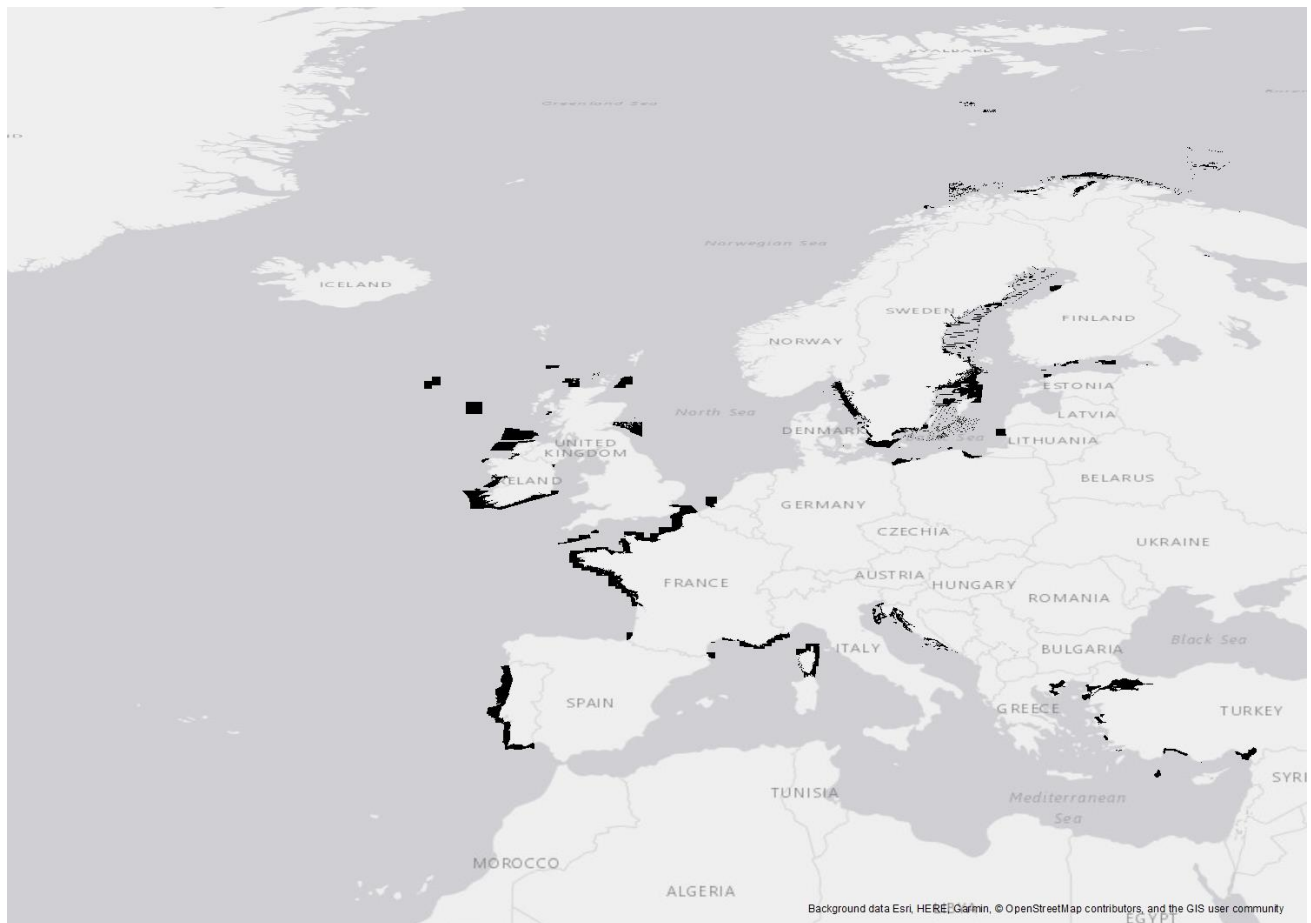 SVALBARD
Greenland Sea
Norwegian Sea
ICELAND
SWEDEN
FINLAND
NORWAY
ESTONIA
North Sea
LATVIA
DENMARK
LITHUANIA
UNITED
KINGDOM
BELARUS
GERMANY
CZECHIA
UKRAINE
AUSTRIA
FRANCE
HUNGARY
ROMANIA
Black Sea
ITALY
BULGARIA
SPAIN
GREECE
TURKEY
TUNISIA
Mediterranean
Sea
MOROCCO
ALGERIA
Background data Esri, HERE, Garmin, © OpenStreetMap contributors, and the GIS user community
EGYPT